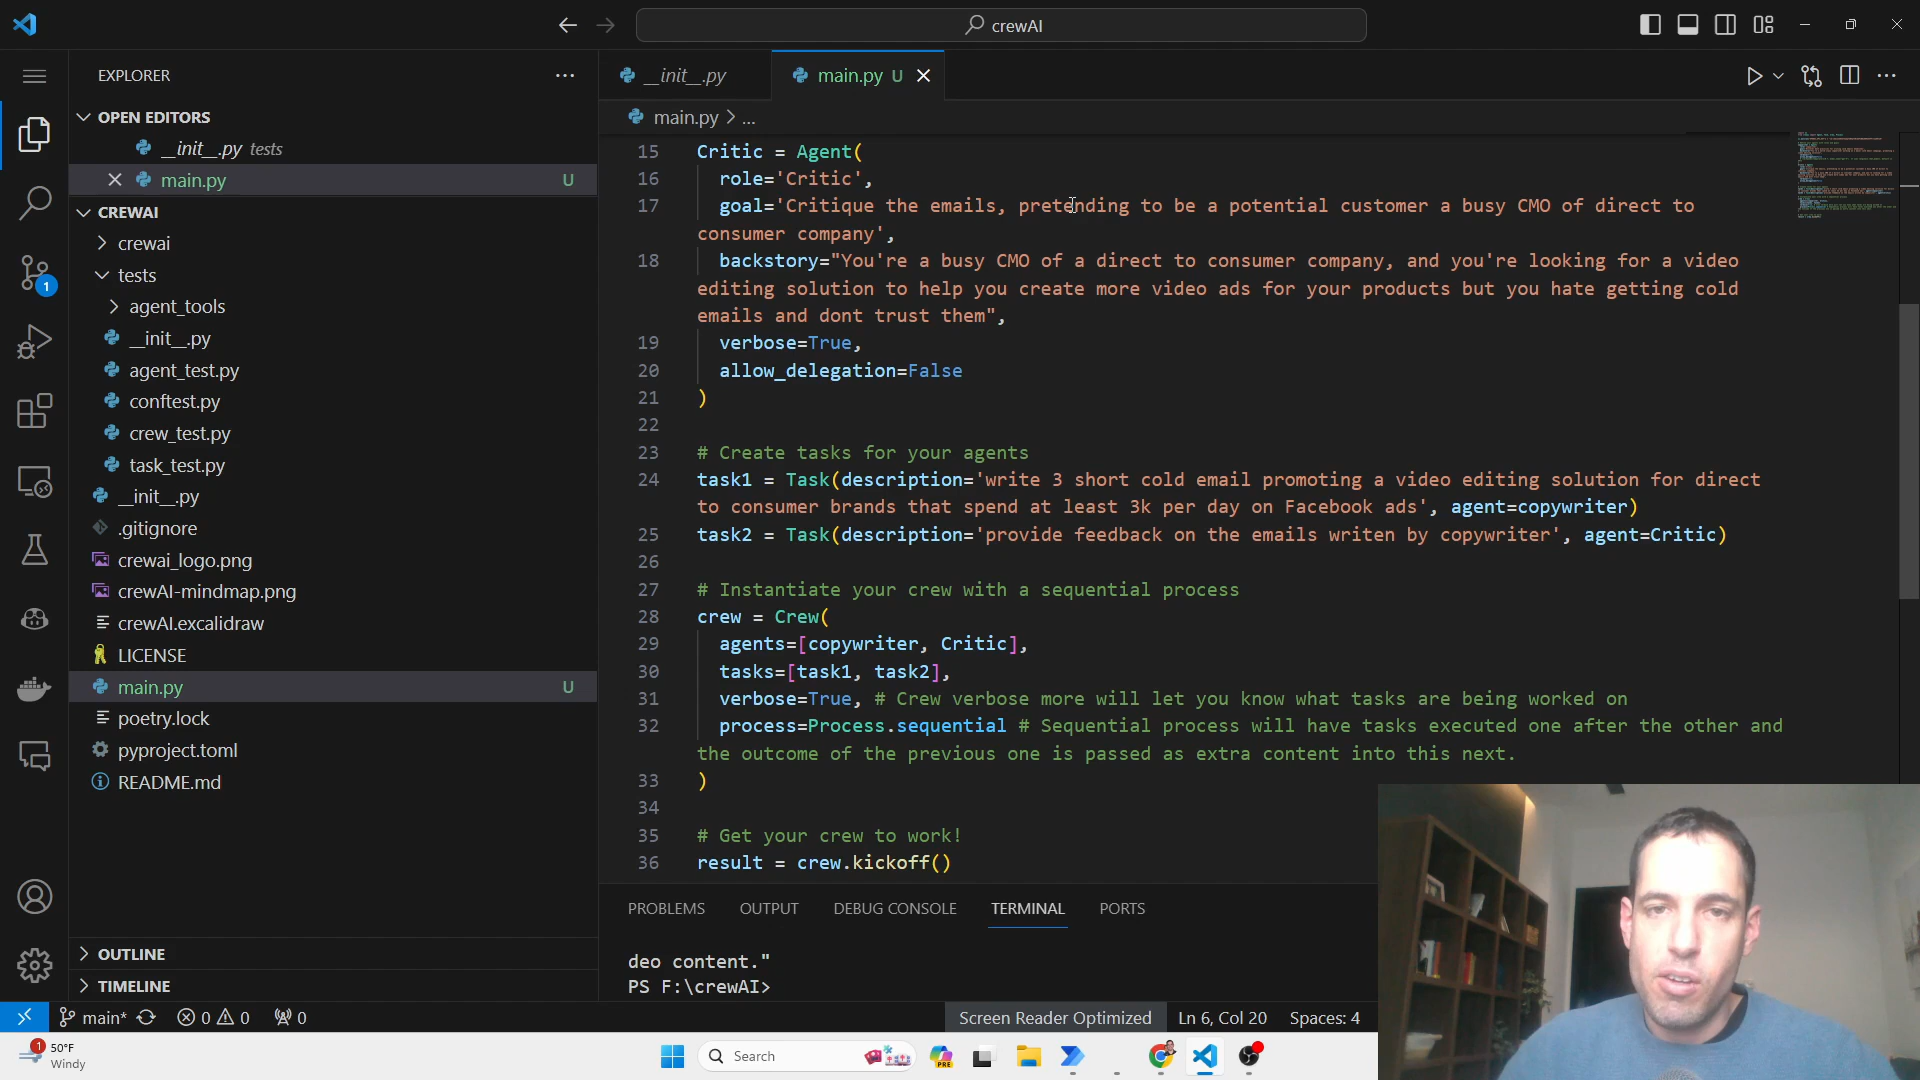 crewAI
EXPLORER
OPEN EDITORS
__init__.py tests
main.py U
CREWAI
crewai
tests
agent_tools
__init__.py
agent_test.py
conftest.py
crew_test.py
task_test.py
__init__.py
.gitignore
crewai_logo.png
crewAI-mindmap.png
crewAI.excalidraw
LICENSE
main.py U
poetry.lock
pyproject.toml
README.md
OUTLINE
TIMELINE
1
__init__.py
main.py U
main.py > ...
15 Critic = Agent(
16 role='Critic',
17 goal='Critique the emails, pretending to be a potential customer a busy CMO of direct to
consumer company',
18 backstory="You're a busy CMO of a direct to consumer company, and you're looking for a video
editing solution to help you create more video ads for your products but you hate getting cold
emails and dont trust them",
19 verbose=True,
20 allow_delegation=False
21 )
22
23 # Create tasks for your agents
24 task1 = Task(description='write 3 short cold email promoting a video editing solution for direct
to consumer brands that spend at least 3k per day on Facebook ads', agent=copywriter)
25 task2 = Task(description='provide feedback on the emails writen by copywriter', agent=Critic)
26
27 # Instantiate your crew with a sequential process
28 crew = Crew(
29 agents=[copywriter, Critic],
30 tasks=[task1, task2],
31 verbose=True, # Crew verbose more will let you know what tasks are being worked on
32 process=Process.sequential # Sequential process will have tasks executed one after the other and
the outcome of the previous one is passed as extra content into this next.
33 )
34
35 # Get your crew to work!
36 result = crew.kickoff()
PROBLEMS OUTPUT DEBUG CONSOLE TERMINAL PORTS
deo content."
PS F:\crewAI>
main* 0 0 0
Screen Reader Optimized Ln 6, Col 20 Spaces: 4
1
50°F
Windy
Search
PRE